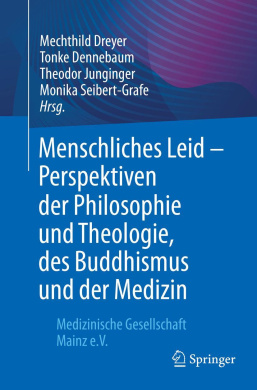 Mechthild Dreyer
Tonke Dennebaum
Theodor Junginger
Monika Seibert-Grafe
Hrsg.
Menschliches Leid –
Perspektiven
der Philosophie
und Theologie,
des Buddhismus
und der Medizin
Medizinische Gesellschaft
Mainz e.V.
Springer